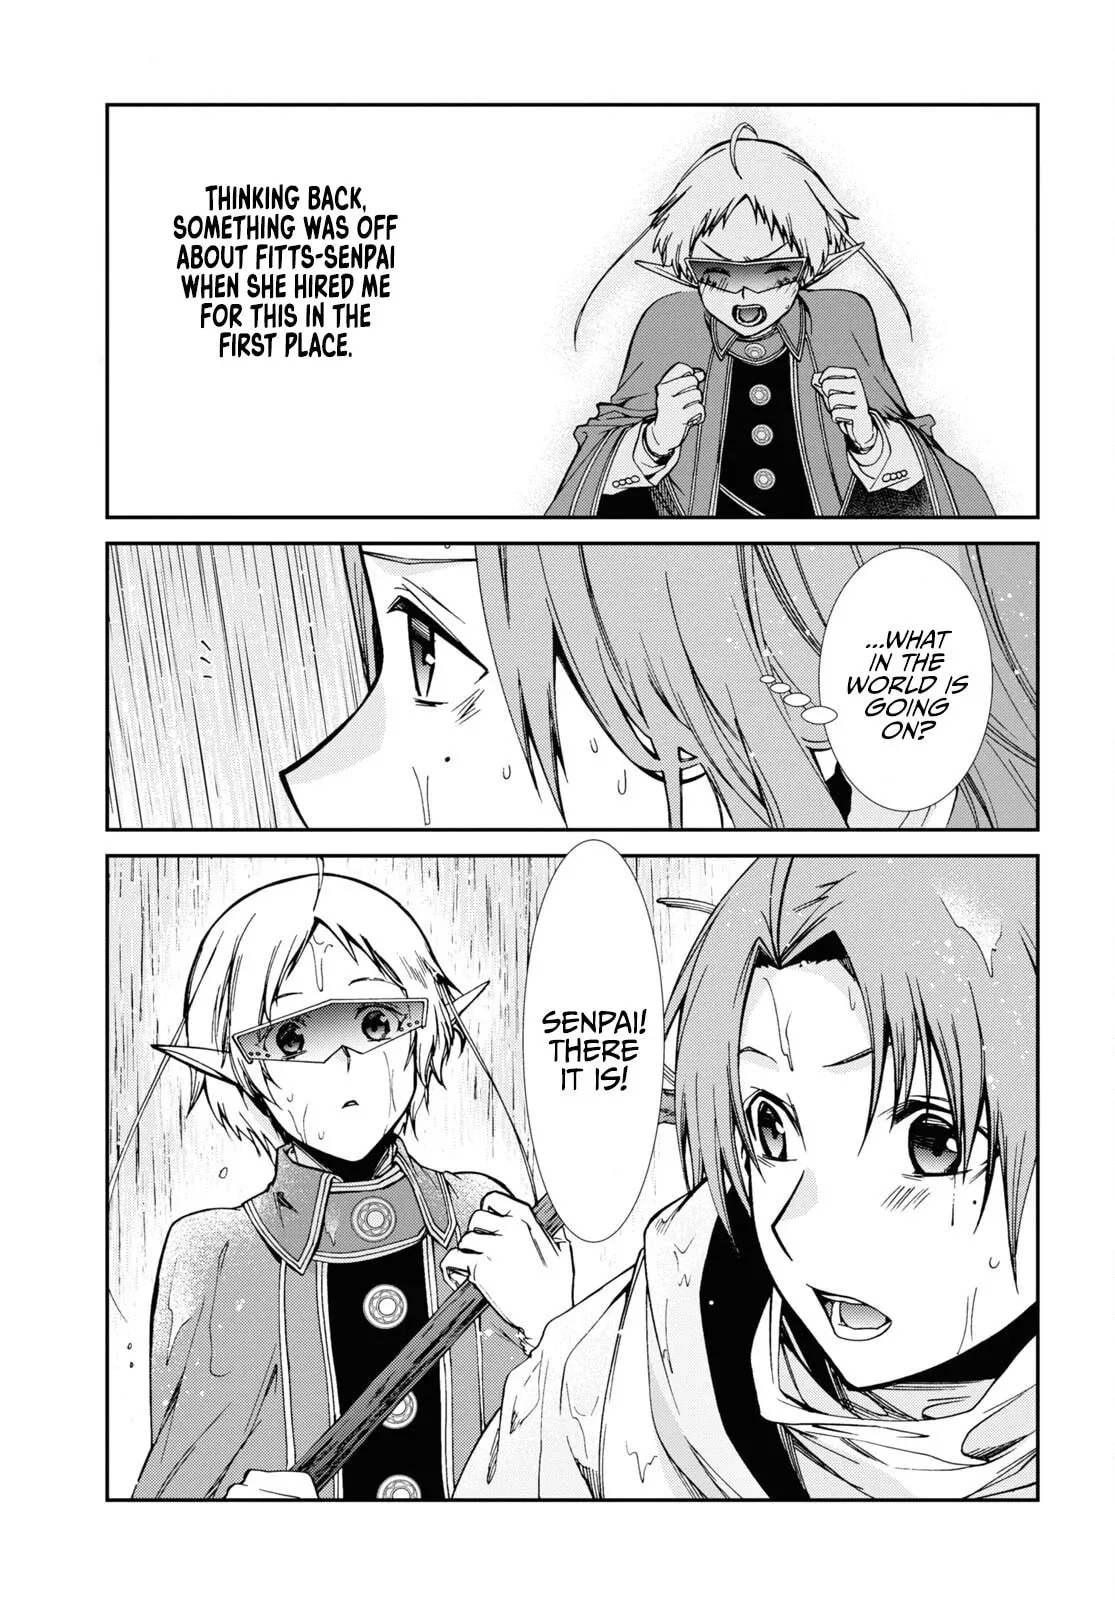 THINKING BACK,
SOMETHING WAS OFF
ABOUT FITTS-SENPAI
WHEN SHE HIRED ME
FOR THIS IN THE
FIRST PLACE.
...WHAT
IN THE
WORLD IS
GOING
ON?
SENPAI!
THERE
IT IS!